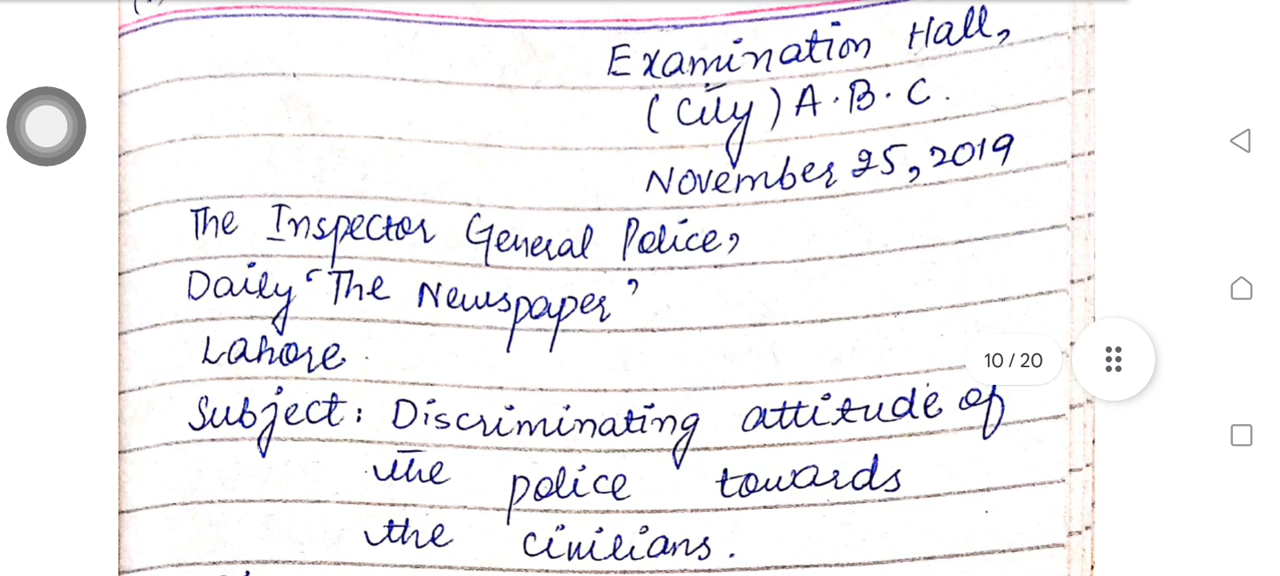 Examination Hall,
(City) A.B.C.
November 25, 2019
The Inspector General Police,
Daily "The Newspaper"
Lahore.
10 / 20
Subject: Discriminating attitude of
the police towards
the civilians.